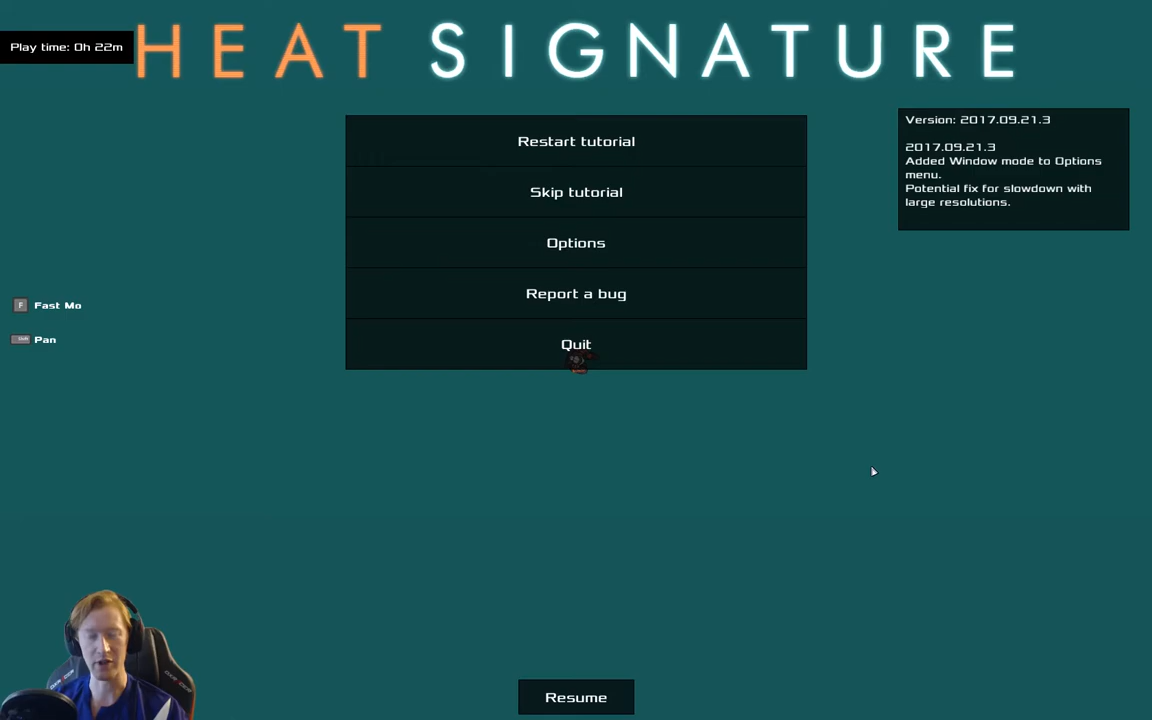 HEAT SIGNATURE
Play time: 0h 22m
Restart tutorial
Version: 2017.09.21.3
2017.09.21.3
Added Window mode to Options
menu.
Potential fix for slowdown with
large resolutions.
Skip tutorial
Options
Report a bug
F Fast Mo
Pan
Quit
Resume